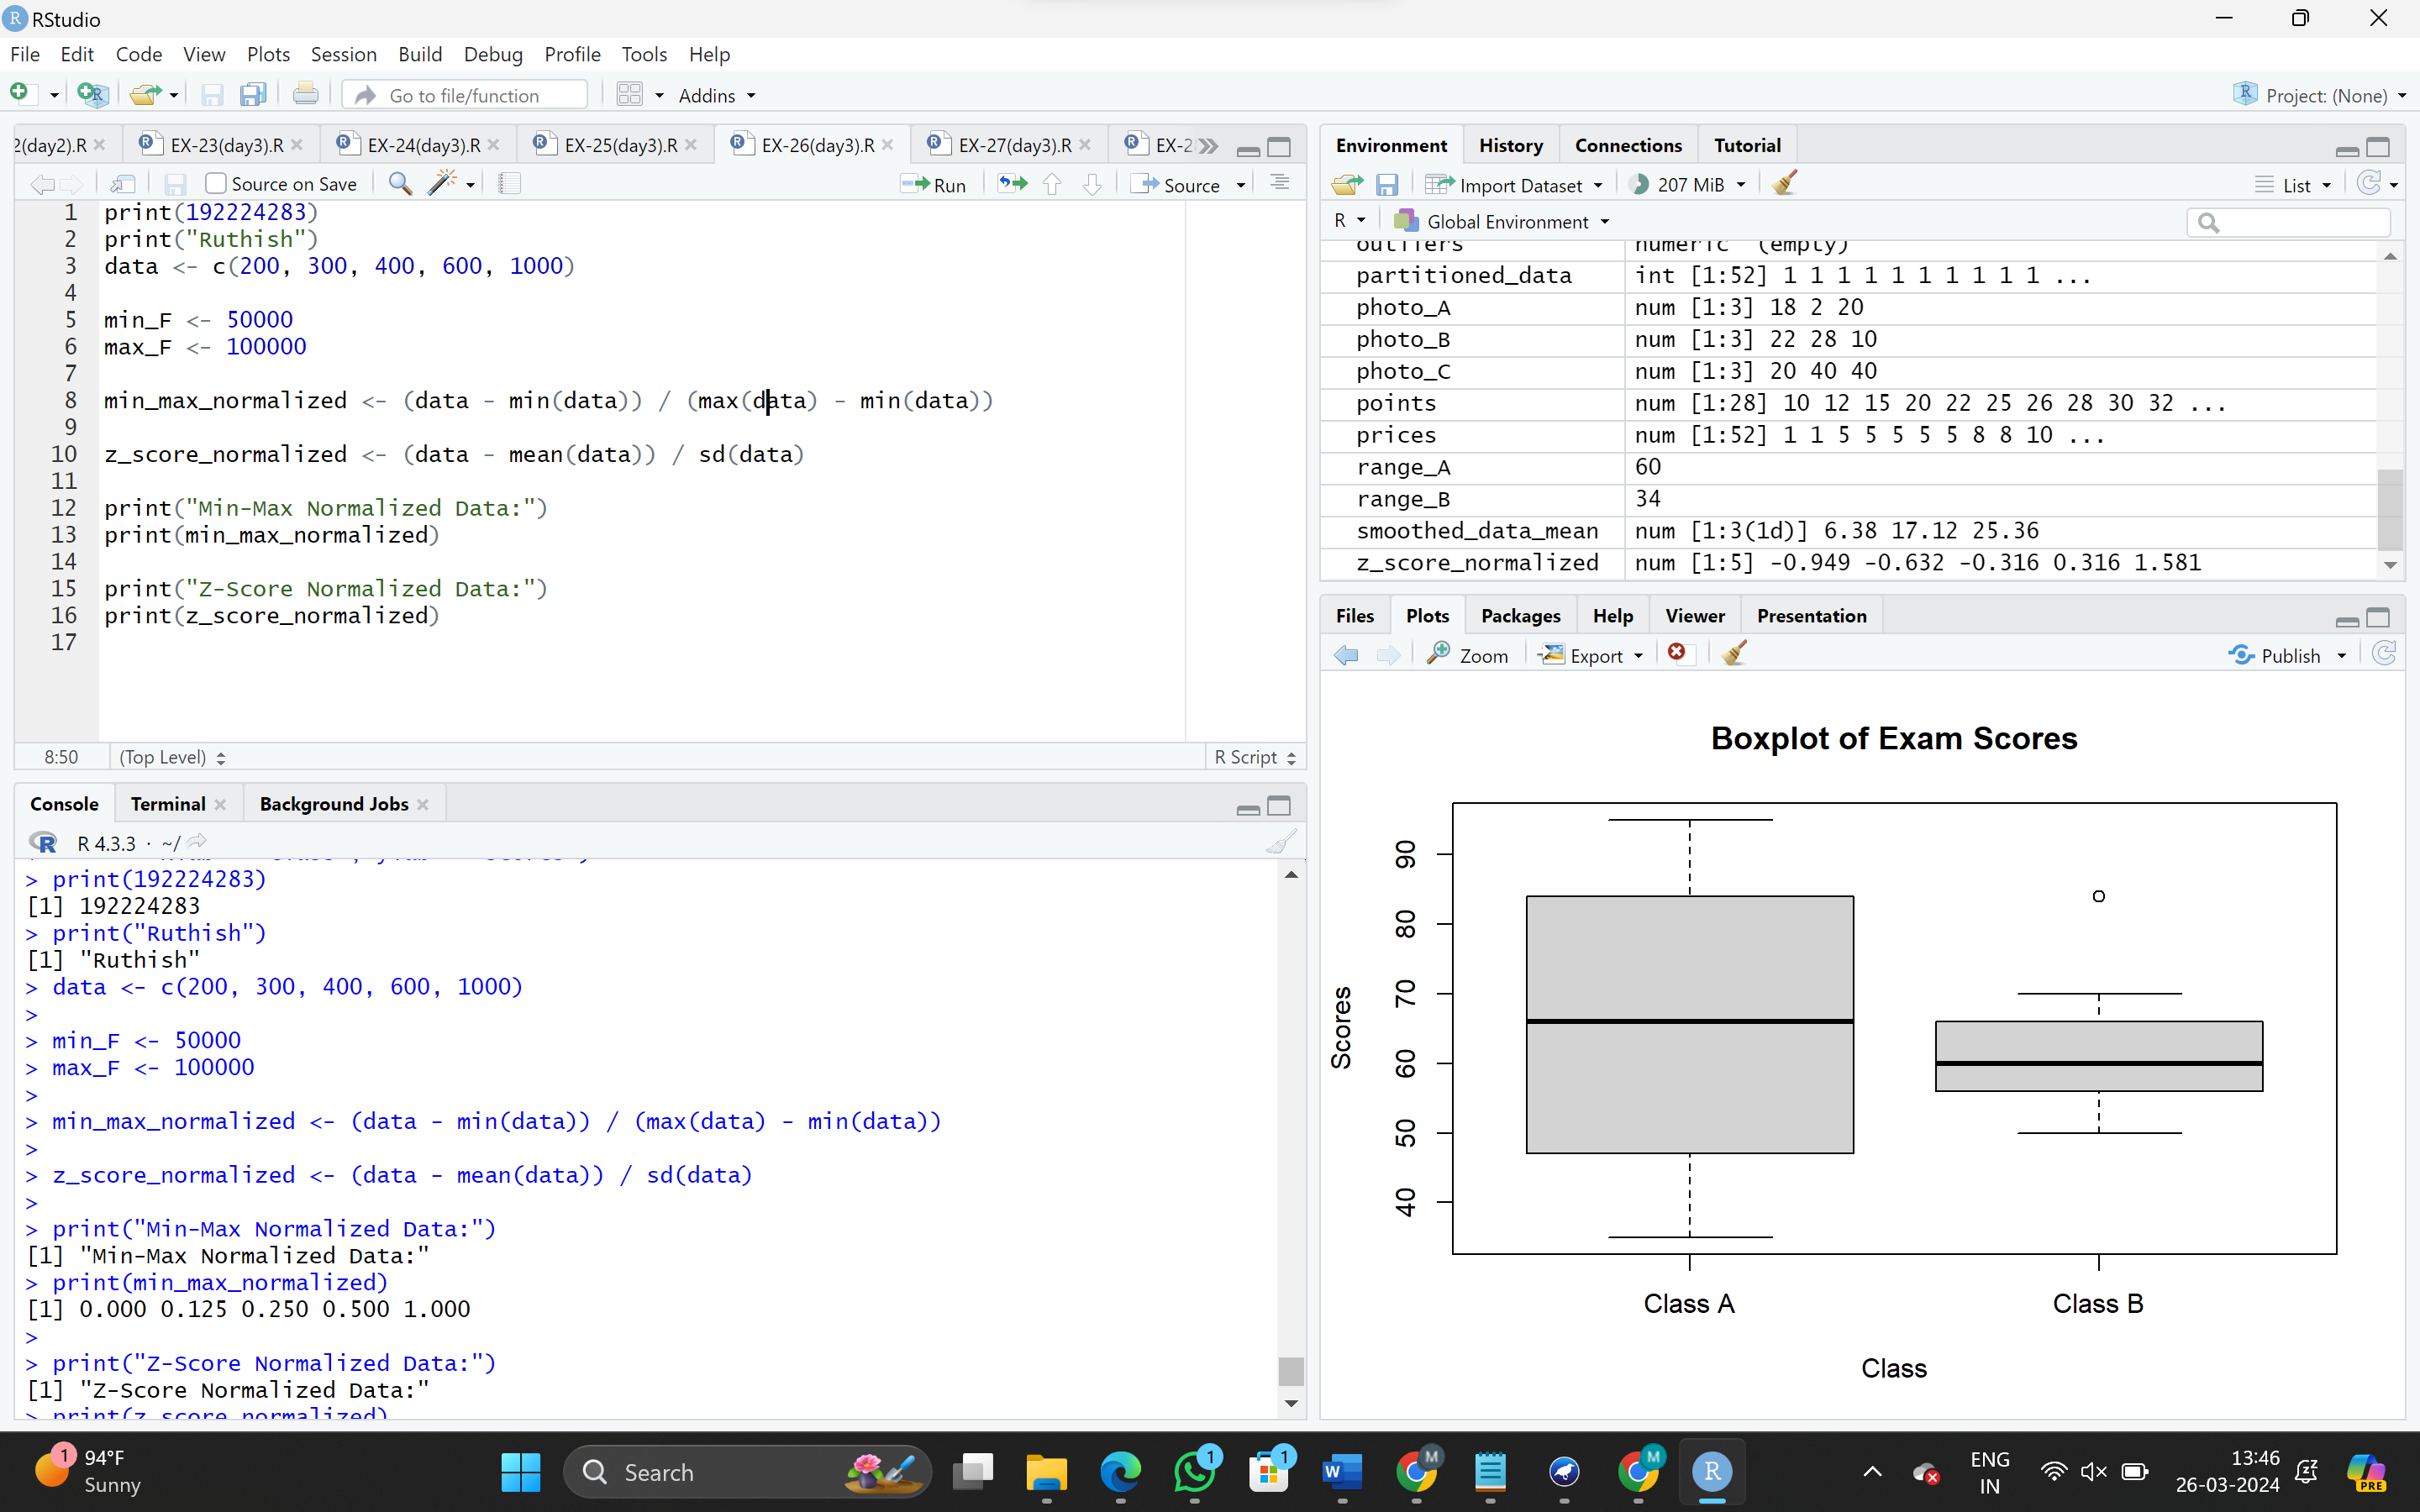 RStudio
File Edit Code View Plots Session Build Debug Profile Tools Help
Go to file/function Addins Project: (None)
2(day2).R EX-23(day3).R EX-24(day3).R EX-25(day3).R EX-26(day3).R EX-27(day3).R EX-2
Source on Save Run Source
1 print(192224283)
2 print("Ruthish")
3 data <- c(200, 300, 400, 600, 1000)
4
5 min_F <- 50000
6 max_F <- 100000
7
8 min_max_normalized <- (data - min(data)) / (max(data) - min(data))
9
10 z_score_normalized <- (data - mean(data)) / sd(data)
11
12 print("Min-Max Normalized Data:")
13 print(min_max_normalized)
14
15 print("Z-Score Normalized Data:")
16 print(z_score_normalized)
17
8:50 (Top Level) R Script
Console Terminal Background Jobs
R 4.3.3 · ~/
> print(192224283)
[1] 192224283
> print("Ruthish")
[1] "Ruthish"
> data <- c(200, 300, 400, 600, 1000)
>
> min_F <- 50000
> max_F <- 100000
>
> min_max_normalized <- (data - min(data)) / (max(data) - min(data))
>
> z_score_normalized <- (data - mean(data)) / sd(data)
>
> print("Min-Max Normalized Data:")
[1] "Min-Max Normalized Data:"
> print(min_max_normalized)
[1] 0.000 0.125 0.250 0.500 1.000
>
> print("Z-Score Normalized Data:")
[1] "Z-Score Normalized Data:"
> print(z_score_normalized)
Environment History Connections Tutorial
Import Dataset 207 MiB List
R Global Environment
outliers numeric (empty)
partitioned_data int [1:52] 1 1 1 1 1 1 1 1 1 1 ...
photo_A num [1:3] 18 2 20
photo_B num [1:3] 22 28 10
photo_C num [1:3] 20 40 40
points num [1:28] 10 12 15 20 22 25 26 28 30 32 ...
prices num [1:52] 1 1 5 5 5 5 5 8 8 10 ...
range_A 60
range_B 34
smoothed_data_mean num [1:3(1d)] 6.38 17.12 25.36
z_score_normalized num [1:5] -0.949 -0.632 -0.316 0.316 1.581
Files Plots Packages Help Viewer Presentation
Zoom Export Publish
Boxplot of Exam Scores
Scores
90
80
70
60
50
40
Class A Class B
Class
1 94°F
Sunny
Search
1
1
M
M
PRE
ENG
IN
13:46
26-03-2024